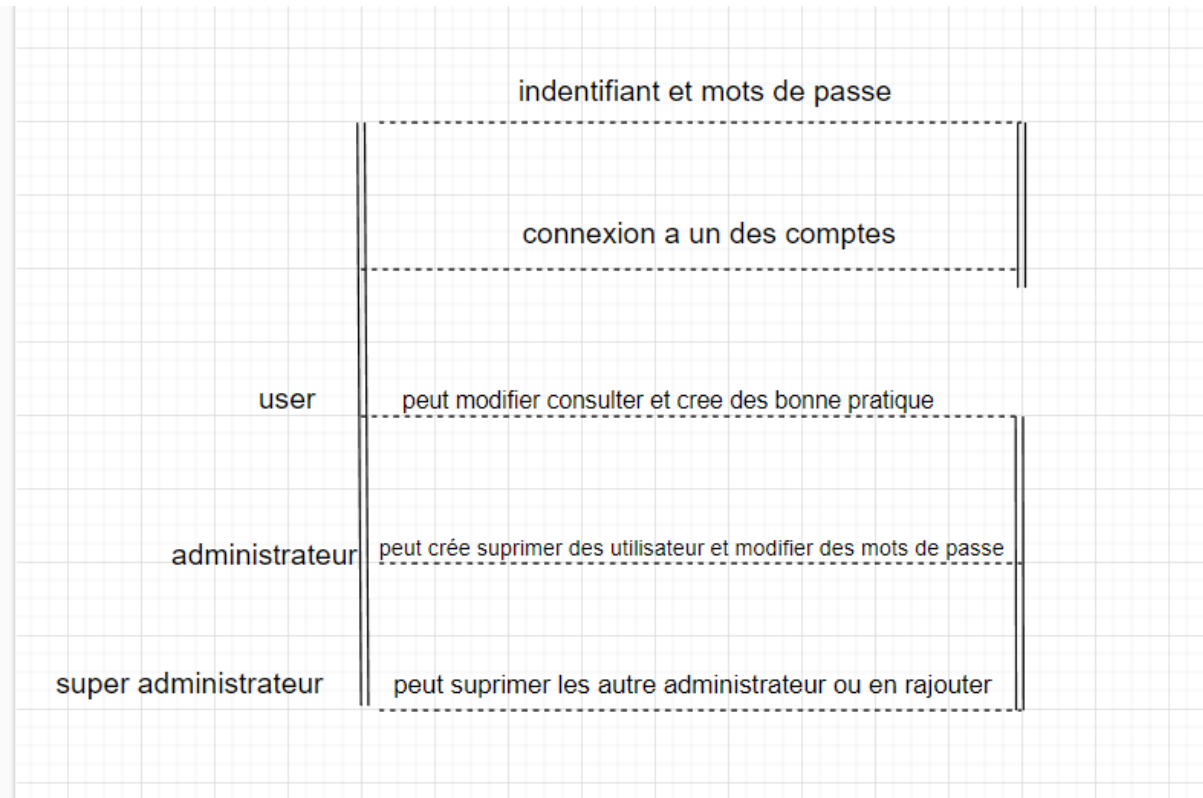 indentifiant et mots de passe
connexion a un des comptes
user peut modifier consulter et cree des bonne pratique
administrateur peut crée suprimer des utilisateur et modifier des mots de passe
super administrateur peut suprimer les autre administrateur ou en rajouter